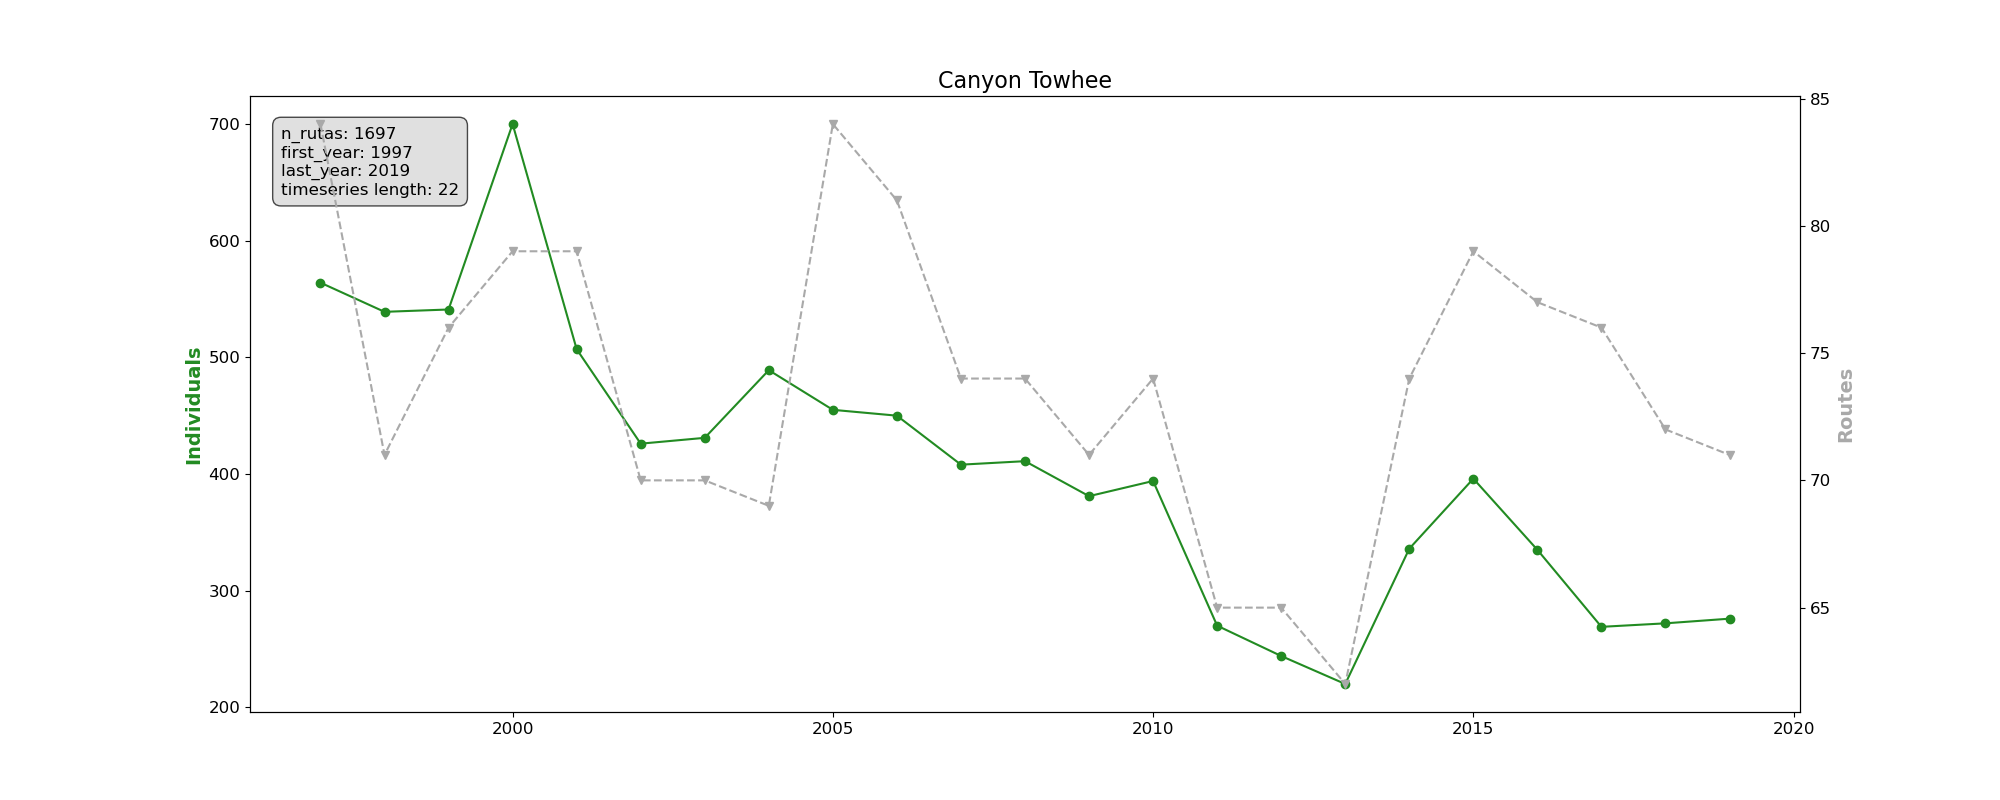 Canyon Towhee
n_rutas: 1697
first_year: 1997
last_year: 2019
timeseries length: 22
Individuals
700
600
500
400
300
200
85
80
75
70
65
Routes
2000
2005
2010
2015
2020